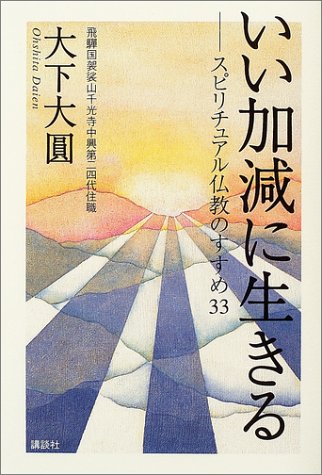 いい加減に生きる
──スピリチュアル仏教のすすめ33
飛驒国袈裟山千光寺中興第二四代住職
大下大圓
Ohshita Daien
講談社